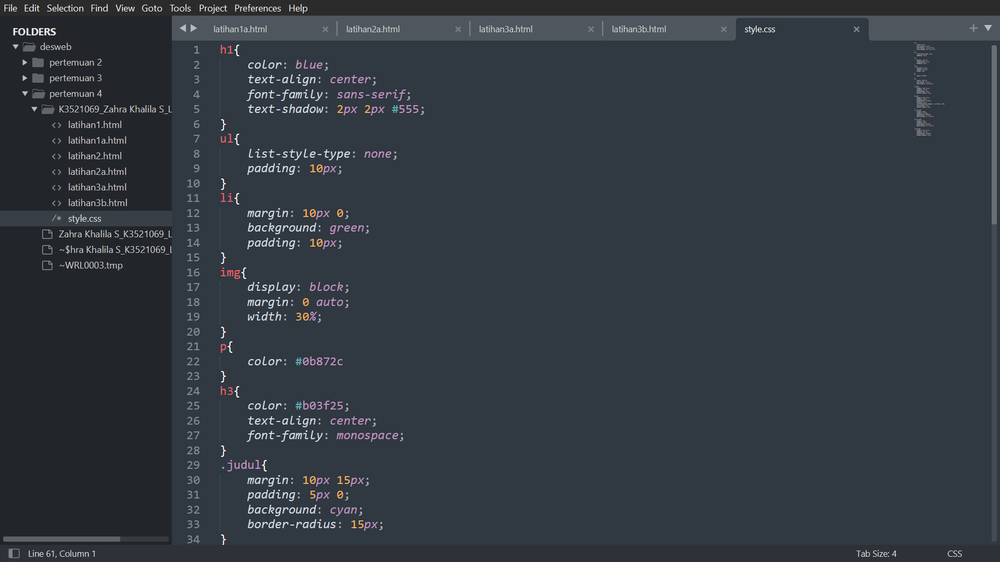 File Edit Selection Find View Goto Tools Project Preferences Help
FOLDERS
desweb
pertemuan 2
pertemuan 3
pertemuan 4
K3521069_Zahra Khalila S_L
<> latihan1.html
<> latihan1a.html
<> latihan2.html
<> latihan2a.html
<> latihan3a.html
<> latihan3b.html
/* style.css
Zahra Khalila S_K3521069_L
~$hra Khalila S_K3521069_L
~WRL0003.tmp
latihan1a.html × latihan2a.html × latihan3a.html × latihan3b.html × style.css × +
1 h1{
2 color: blue;
3 text-align: center;
4 font-family: sans-serif;
5 text-shadow: 2px 2px #555;
6 }
7 ul{
8 list-style-type: none;
9 padding: 10px;
10 }
11 li{
12 margin: 10px 0;
13 background: green;
14 padding: 10px;
15 }
16 img{
17 display: block;
18 margin: 0 auto;
19 width: 30%;
20 }
21 p{
22 color: #0b872c
23 }
24 h3{
25 color: #b03f25;
26 text-align: center;
27 font-family: monospace;
28 }
29 .judul{
30 margin: 10px 15px;
31 padding: 5px 0;
32 background: cyan;
33 border-radius: 15px;
34 }
Line 61, Column 1
Tab Size: 4
CSS